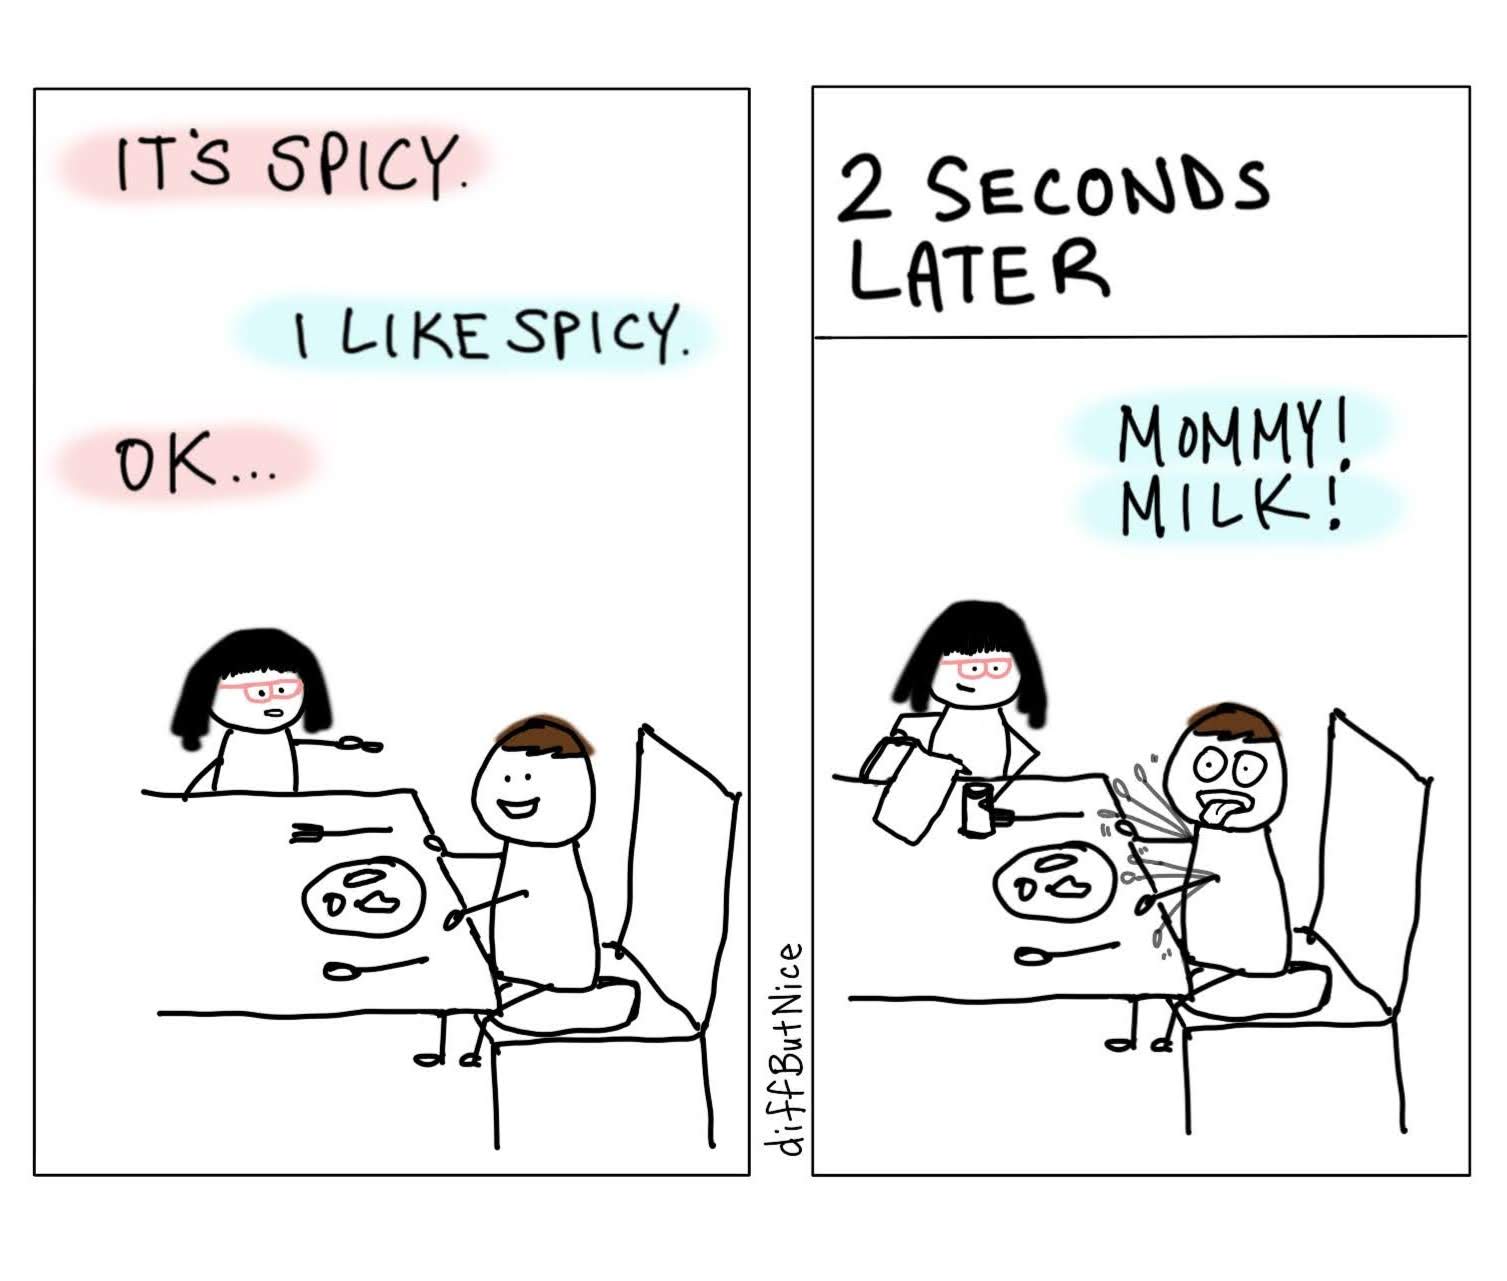 IT'S SPICY.
I LIKE SPICY.
OK...
2 SECONDS
LATER
MOMMY!
MILK!
diffButNice